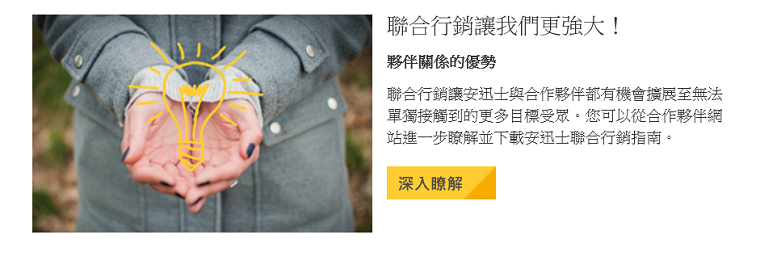 聯合行銷讓我們更強大！
夥伴關係的優勢
聯合行銷讓安迅士與合作夥伴都有機會擴展至無法
單獨接觸到的更多目標受眾。您可以從合作夥伴網
站進一步瞭解並下載安迅士聯合行銷指南。
深入瞭解